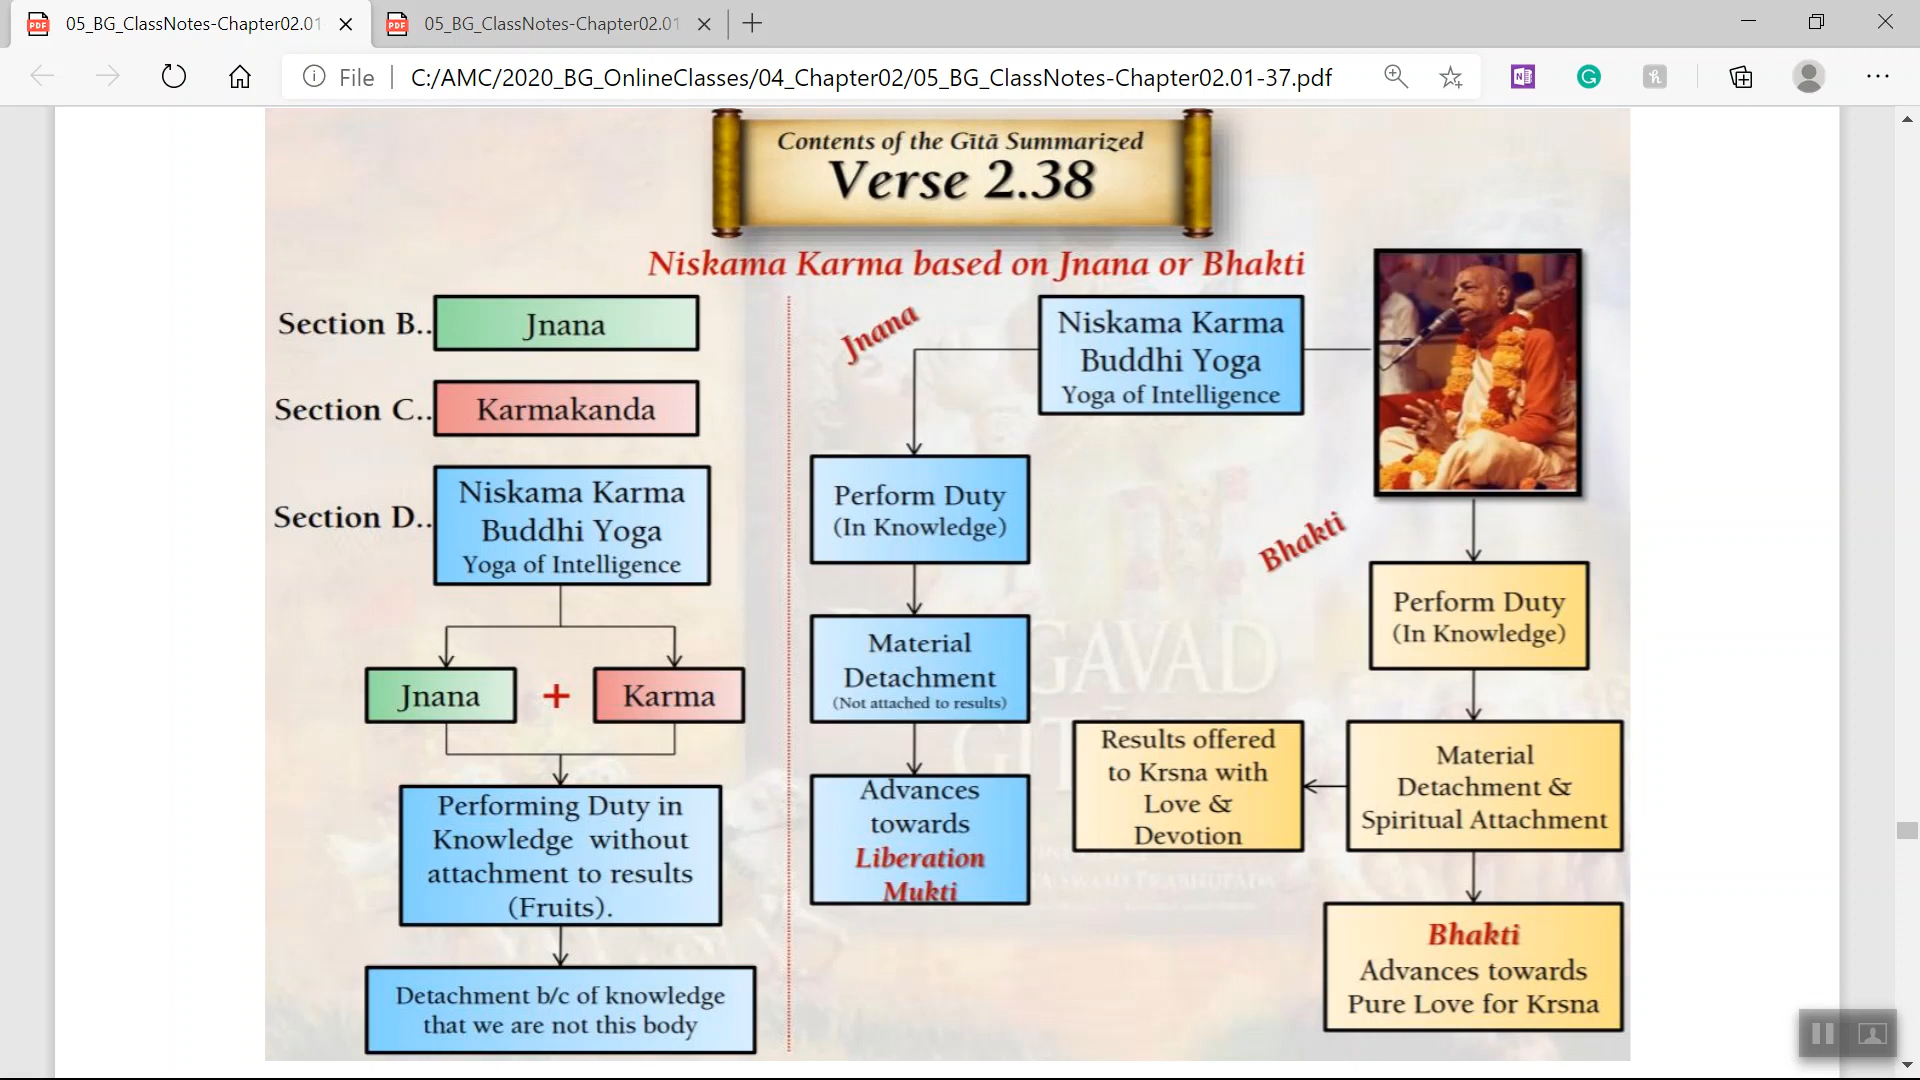 05_BG_ClassNotes-Chapter02.01
05_BG_ClassNotes-Chapter02.01
File
C:/AMC/2020_BG_OnlineClasses/04_Chapter02/05_BG_ClassNotes-Chapter02.01-37.pdf
Contents of the Gītā Summarized
Verse 2.38
Niskama Karma based on Jnana or Bhakti
Section B..
Jnana
Section C..
Karmakanda
Section D..
Niskama Karma
Buddhi Yoga
Yoga of Intelligence
Jnana
+
Karma
Performing Duty in
Knowledge without
attachment to results
(Fruits).
Detachment b/c of knowledge
that we are not this body
Jnana
Niskama Karma
Buddhi Yoga
Yoga of Intelligence
Perform Duty
(In Knowledge)
Material
Detachment
(Not attached to results)
Advances
towards
Liberation
Mukti
Bhakti
Perform Duty
(In Knowledge)
Material
Detachment &
Spiritual Attachment
Results offered
to Krsna with
Love &
Devotion
Bhakti
Advances towards
Pure Love for Krsna